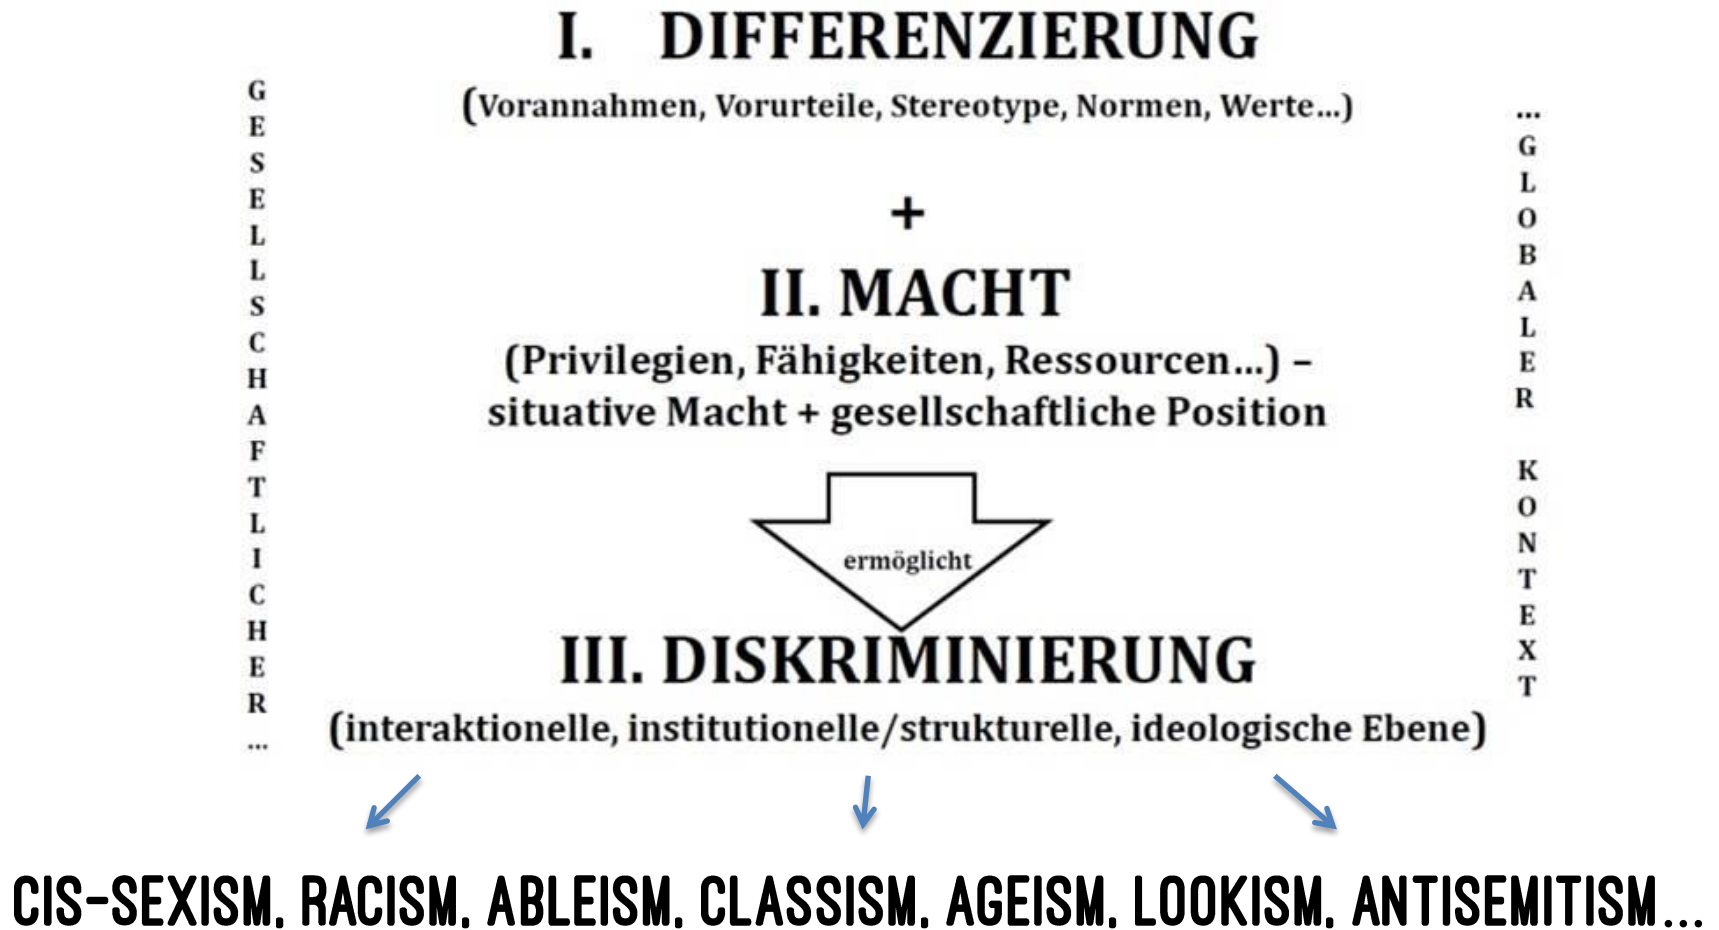 I. DIFFERENZIERUNG
(Vorannahmen, Vorurteile, Stereotype, Normen, Werte...)
+
II. MACHT
(Privilegien, Fähigkeiten, Ressourcen...) –
situative Macht + gesellschaftliche Position
ermöglicht
III. DISKRIMINIERUNG
(interaktionelle, institutionelle/strukturelle, ideologische Ebene)
GESELLSCHAFTLICHER...
...GLOBALER KONTEXT
CIS-SEXISM, RACISM, ABLEISM, CLASSISM, AGEISM, LOOKISM, ANTISEMITISM...